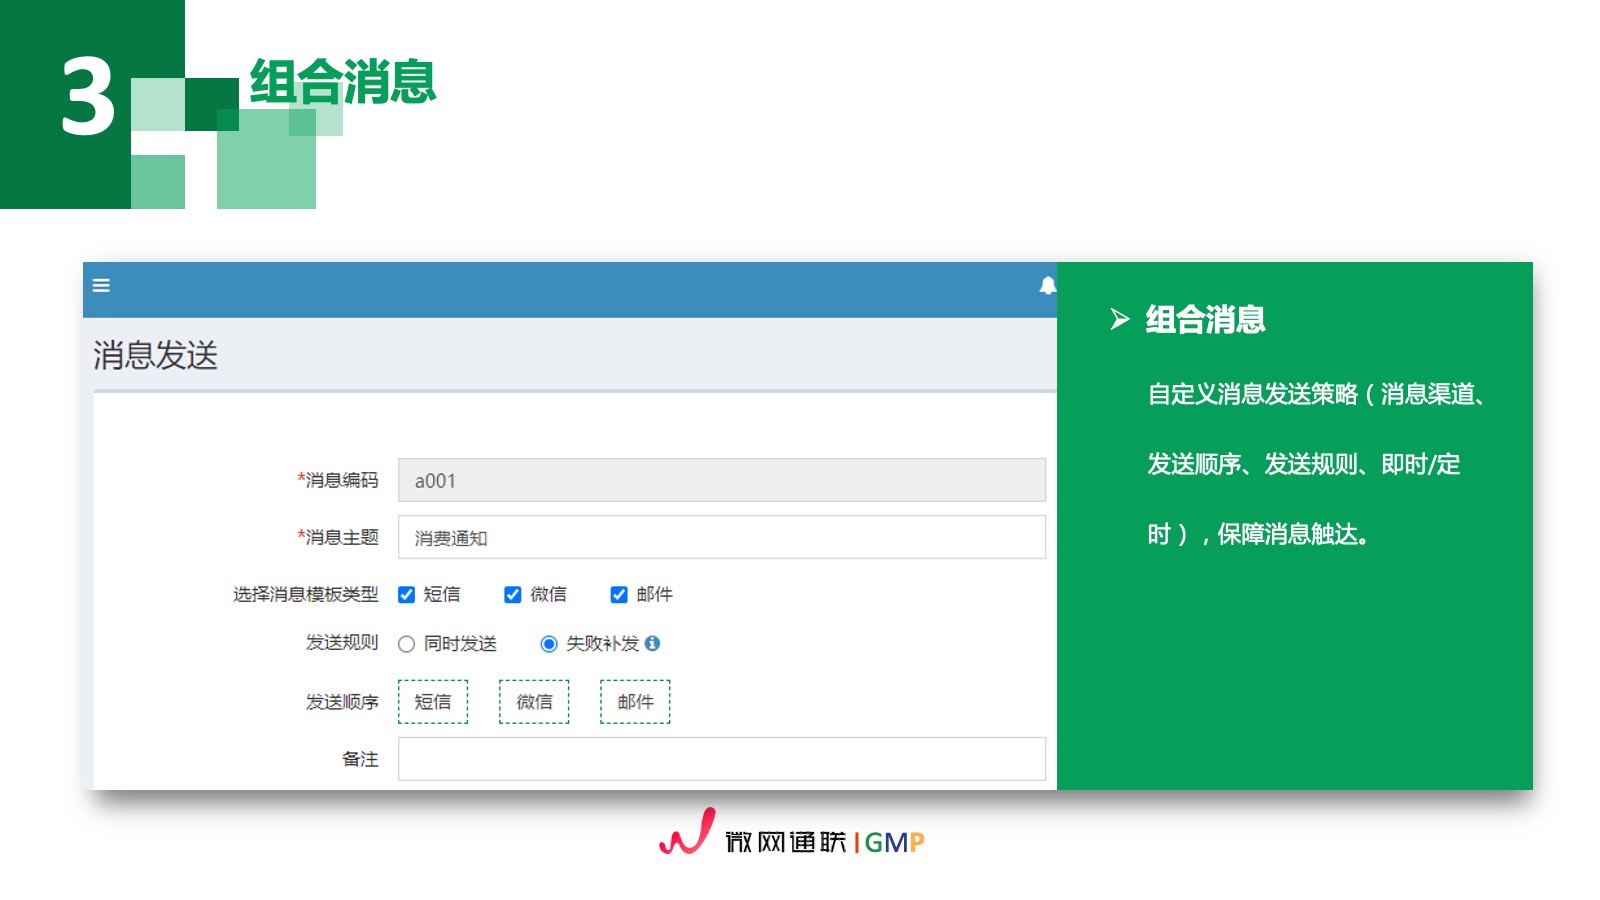 3
组合消息
消息发送
*消息编码 a001
*消息主题 消费通知
选择消息模板类型 短信 微信 邮件
发送规则 同时发送 失败补发
发送顺序 短信 微信 邮件
备注
组合消息
自定义消息发送策略（消息渠道、
发送顺序、发送规则、即时/定
时），保障消息触达。
微网通联|GMP